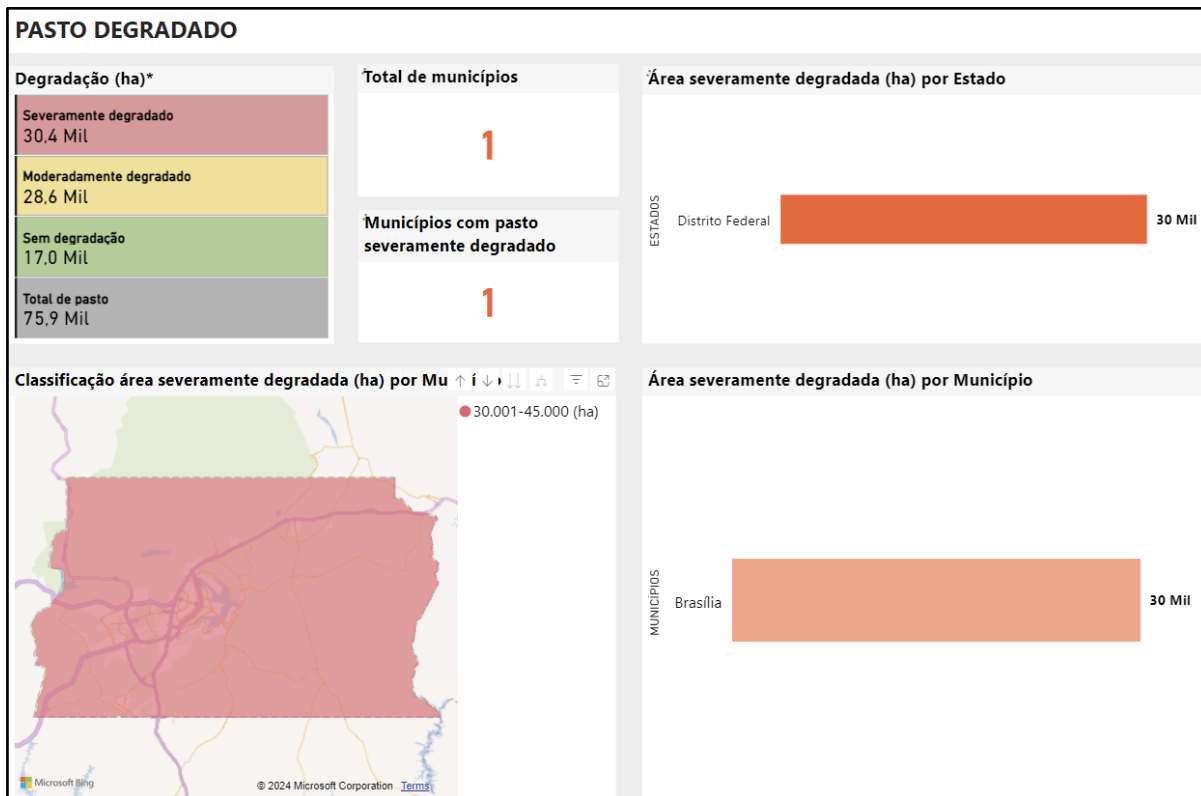 PASTO DEGRADADO
Degradação (ha)*
Severamente degradado
30,4 Mil
Moderadamente degradado
28,6 Mil
Sem degradação
17,0 Mil
Total de pasto
75,9 Mil
Total de municípios
1
Municípios com pasto
severamente degradado
1
Área severamente degradada (ha) por Estado
ESTADOS
Distrito Federal
30 Mil
Classificação área severamente degradada (ha) por Mu
30.001-45.000 (ha)
Microsoft Bing
© 2024 Microsoft Corporation Terms
Área severamente degradada (ha) por Município
MUNICÍPIOS
Brasília
30 Mil